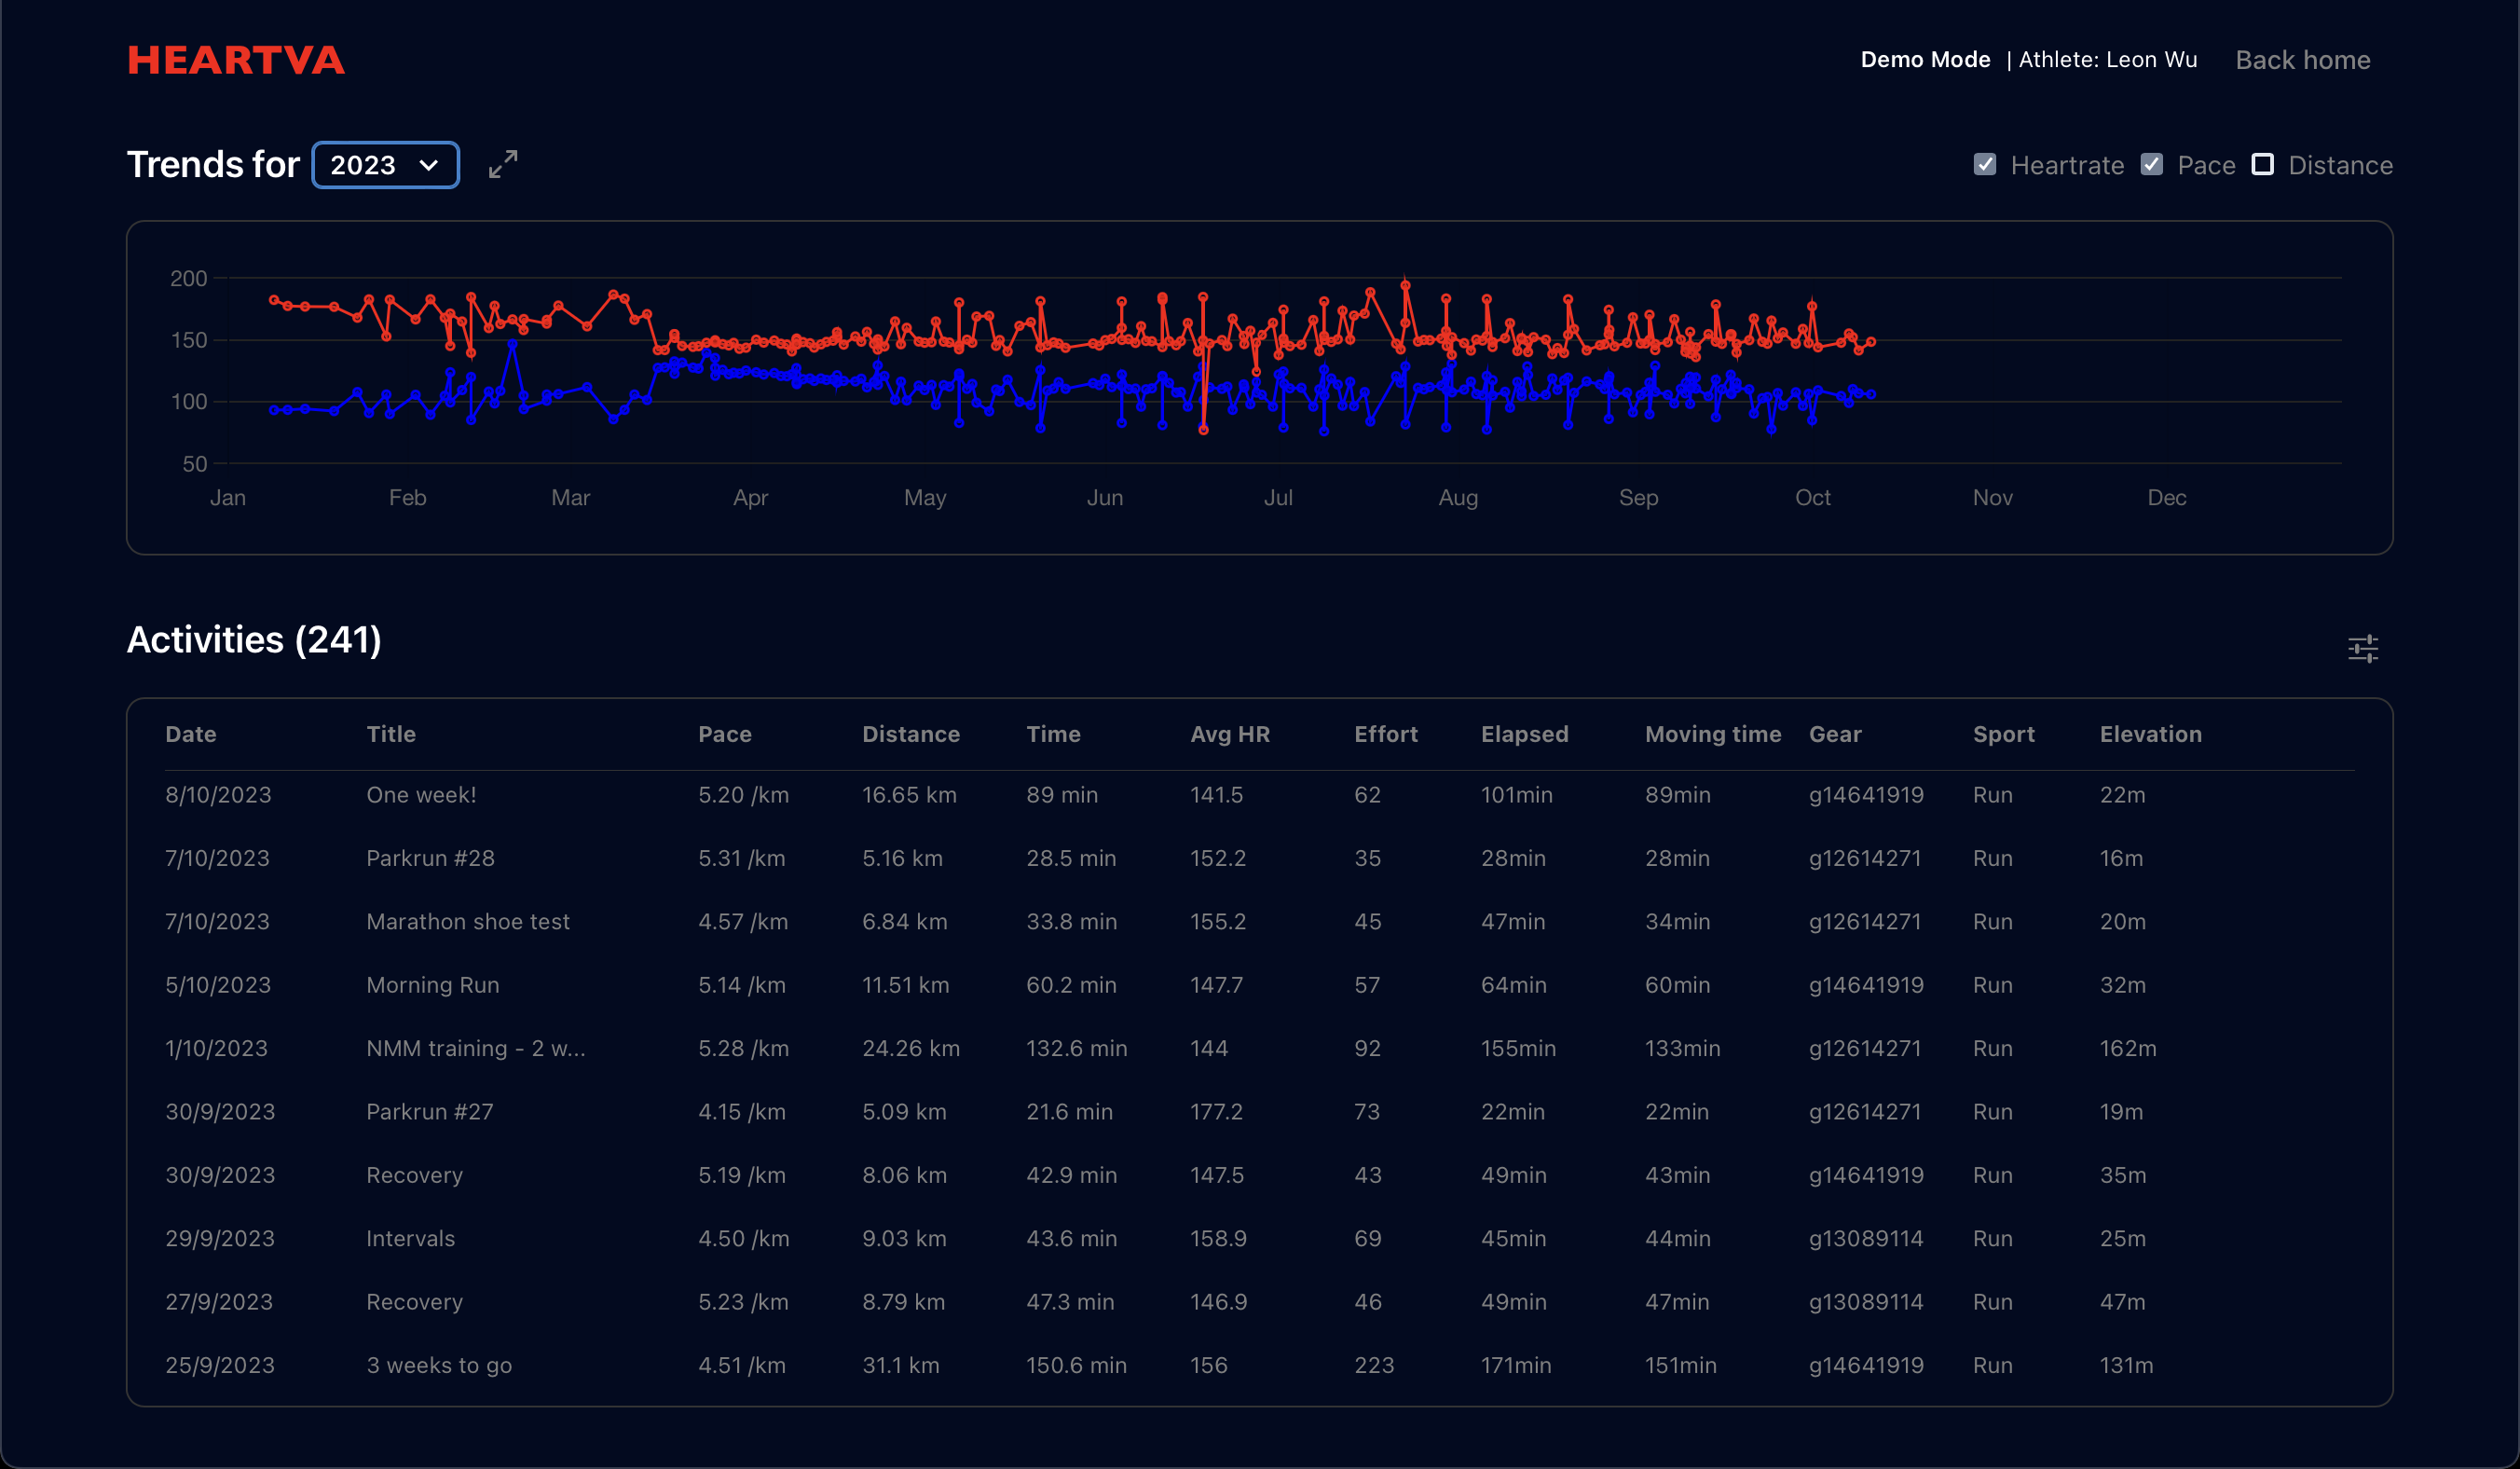 HEARTVA
Demo Mode | Athlete: Leon Wu Back home
Trends for 2023
Heartrate Pace Distance
200
150
100
50
Jan Feb Mar Apr May Jun Jul Aug Sep Oct Nov Dec
Activities (241)
Date Title Pace Distance Time Avg HR Effort Elapsed Moving time Gear Sport Elevation
8/10/2023 One week! 5.20 /km 16.65 km 89 min 141.5 62 101min 89min g14641919 Run 22m
7/10/2023 Parkrun #28 5.31 /km 5.16 km 28.5 min 152.2 35 28min 28min g12614271 Run 16m
7/10/2023 Marathon shoe test 4.57 /km 6.84 km 33.8 min 155.2 45 47min 34min g12614271 Run 20m
5/10/2023 Morning Run 5.14 /km 11.51 km 60.2 min 147.7 57 64min 60min g14641919 Run 32m
1/10/2023 NMM training - 2 w... 5.28 /km 24.26 km 132.6 min 144 92 155min 133min g12614271 Run 162m
30/9/2023 Parkrun #27 4.15 /km 5.09 km 21.6 min 177.2 73 22min 22min g12614271 Run 19m
30/9/2023 Recovery 5.19 /km 8.06 km 42.9 min 147.5 43 49min 43min g14641919 Run 35m
29/9/2023 Intervals 4.50 /km 9.03 km 43.6 min 158.9 69 45min 44min g13089114 Run 25m
27/9/2023 Recovery 5.23 /km 8.79 km 47.3 min 146.9 46 49min 47min g13089114 Run 47m
25/9/2023 3 weeks to go 4.51 /km 31.1 km 150.6 min 156 223 171min 151min g14641919 Run 131m